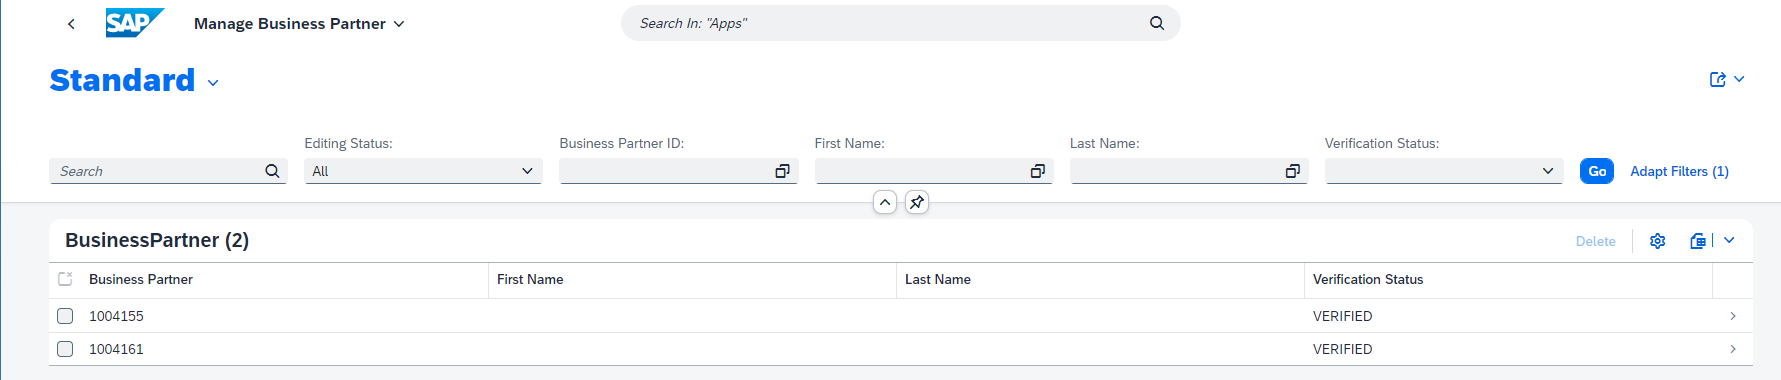 SAP Manage Business Partner Search In: "Apps"
Standard
Editing Status: Business Partner ID: First Name: Last Name: Verification Status:
Search All Go Adapt Filters (1)
BusinessPartner (2) Delete
Business Partner First Name Last Name Verification Status
1004155 VERIFIED
1004161 VERIFIED